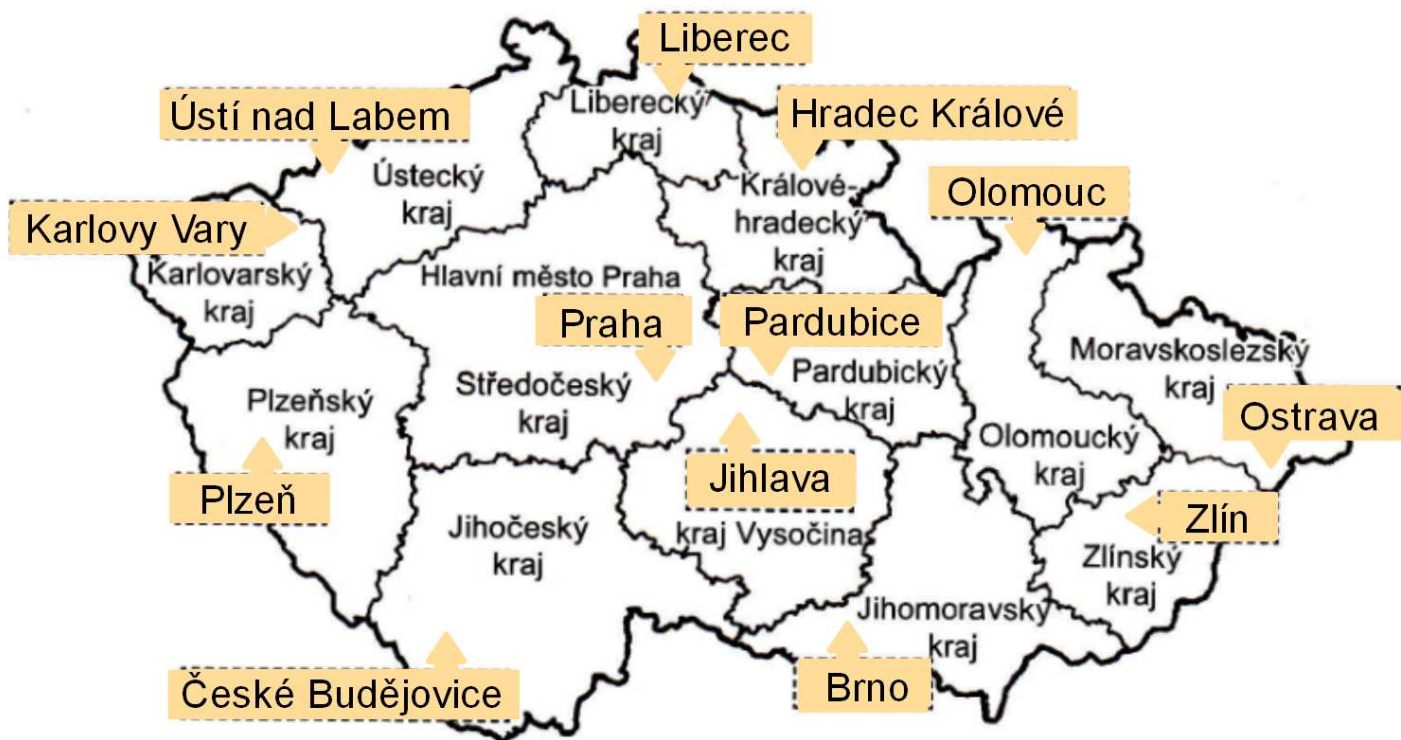 Liberec
Liberecký
kraj
Ústí nad Labem
Hradec Králové
Ústecký
kraj
Králové-
hradecký
kraj
Olomouc
Karlovy Vary
Karlovarský
kraj
Hlavní město Praha
Praha
Pardubice
Středočeský
kraj
Pardubický
kraj
Moravskoslezský
kraj
Ostrava
Plzeňský
kraj
Plzeň
Olomoucký
kraj
Jihlava
kraj Vysočina
Zlín
Zlínský
kraj
Jihočeský
kraj
Jihomoravský
kraj
České Budějovice
Brno